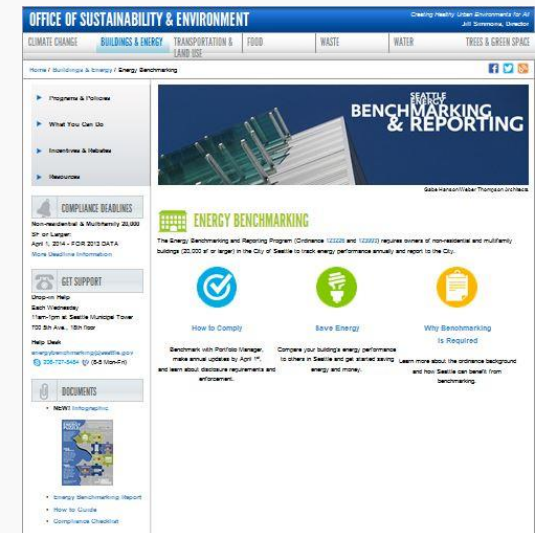 OFFICE OF SUSTAINABILITY & ENVIRONMENT
Creating Healthy Urban Environments for All
Jill Simmons, Director
CLIMATE CHANGE
BUILDINGS & ENERGY
TRANSPORTATION &
LAND USE
FOOD
WASTE
WATER
TREES & GREEN SPACE
Home / Buildings & Energy / Energy Benchmarking
Programs & Policies
What You Can Do
Incentives & Rebates
Resources
SEATTLE
ENERGY
BENCHMARKING
& REPORTING
Gabe Hanson/Weber Thompson Architects
COMPLIANCE DEADLINES
Non-residential & Multifamily 20,000
SF or Larger:
April 1, 2014 - FOR 2013 DATA
More Deadline Information
GET SUPPORT
Drop-in Help
Each Wednesday
11am-1pm at Seattle Municipal Tower
700 5th Ave., 18th floor
Help Desk
energybenchmarking@seattle.gov
(8-5 Mon-Fri)
DOCUMENTS
NEW! Infographic
Energy Benchmarking Report
How to Guide
Compliance Checklist
ENERGY BENCHMARKING
The Energy Benchmarking and Reporting Program (Ordinance and ) requires owners of non-residential and multifamily
buildings (20,000 sf or larger) in the City of Seattle to track energy performance annually and report to the City.
How to Comply
Benchmark with Portfolio Manager,
make annual updates by April 1st,
and learn about disclosure requirements and
enforcement.
Save Energy
Compare your building's energy performance
to others in Seattle and get started saving
energy and money.
Why Benchmarking
is Required
Learn more about the ordinance background
and how Seattle can benefit from
benchmarking.